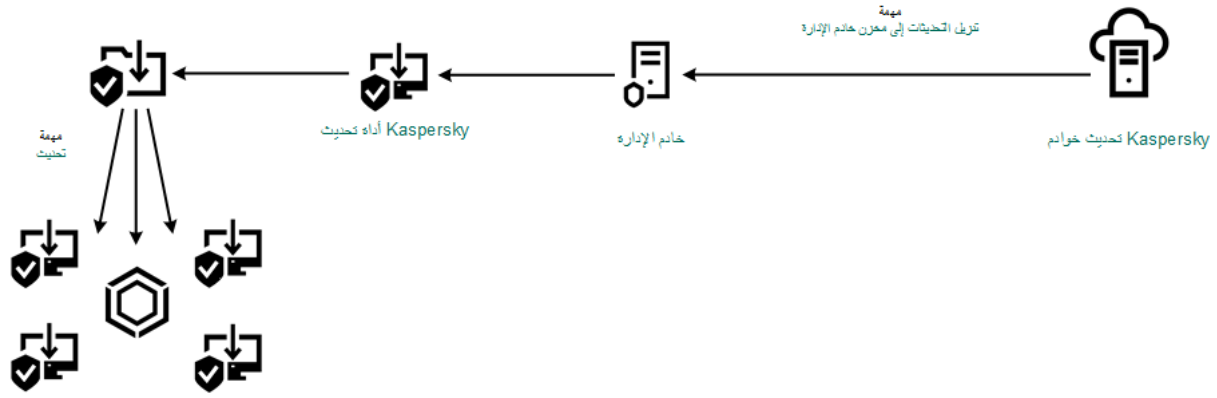 مهمة
تنزيل التحديثات إلى مخزن خادم الإدارة
Kaspersky تحديث خوادم
خادم الإدارة
Kaspersky أداة تحديث
مهمة
تحديث